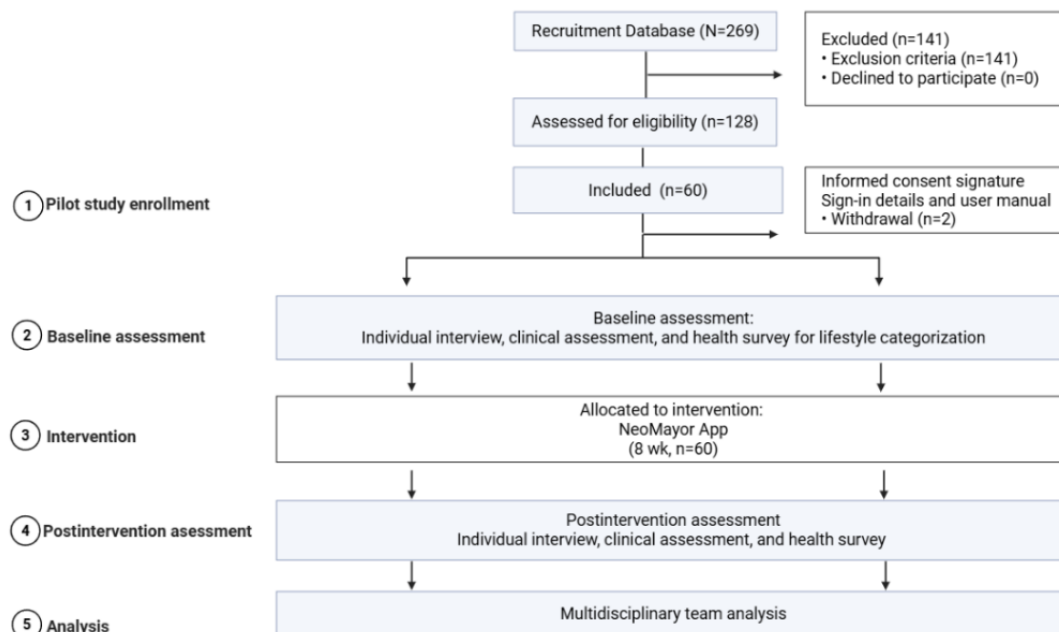 Recruitment Database (N=269)
Excluded (n=141)
• Exclusion criteria (n=141)
• Declined to participate (n=0)
Assessed for eligibility (n=128)
1 Pilot study enrollment
Included (n=60)
Informed consent signature
Sign-in details and user manual
• Withdrawal (n=2)
2 Baseline assessment
Baseline assessment:
Individual interview, clinical assessment, and health survey for lifestyle categorization
3 Intervention
Allocated to intervention:
NeoMayor App
(8 wk, n=60)
4 Postintervention asessment
Postintervention assessment
Individual interview, clinical assessment, and health survey
5 Analysis
Multidisciplinary team analysis